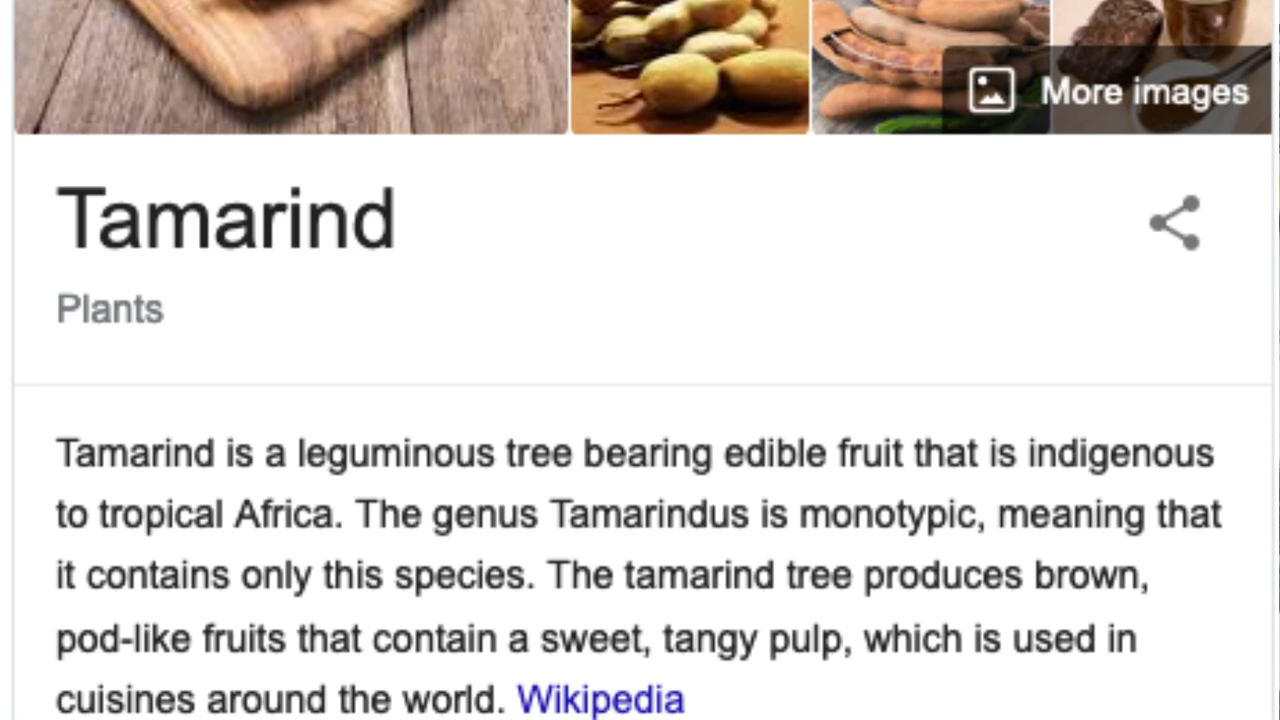 More images
Tamarind
Plants
Tamarind is a leguminous tree bearing edible fruit that is indigenous
to tropical Africa. The genus Tamarindus is monotypic, meaning that
it contains only this species. The tamarind tree produces brown,
pod-like fruits that contain a sweet, tangy pulp, which is used in
cuisines around the world. Wikipedia